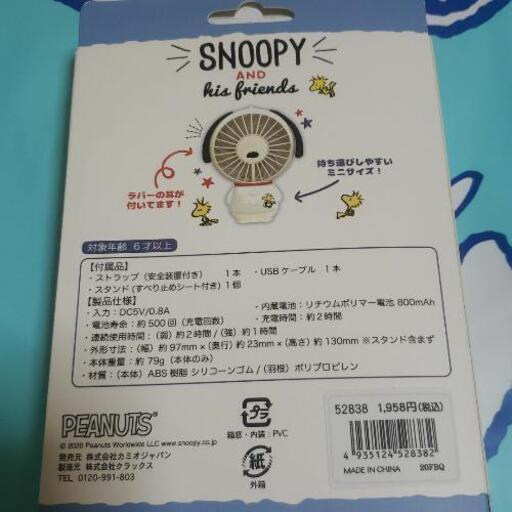 SNOOPY
AND
his friends
ラバーの耳が
付いてます！
持ち運びしやすい
ミニサイズ！
対象年齢 6才以上
【付属品】
・ストラップ（安全装置付き） 1本 ・USBケーブル 1本
・スタンド（すべり止めシート付き）1個
【製品仕様】
・入力：DC5V/0.8A ・内蔵電池：リチウムポリマー電池 800mAh
・電池寿命：約500回（充電回数） ・充電時間：約2時間
・連続使用時間：（弱）約2時間 /（強）約1時間
・外形寸法：（幅）約97mm×（奥行）約23mm×（高さ）約130mm ※スタンド含まず
・本体重量：約79g（本体のみ）
・材質：（本体）ABS樹脂 シリコーンゴム /（羽根）ポリプロピレン
PEANUTS
© 2020 Peanuts Worldwide LLC www.snoopy.co.jp
発売元 株式会社カミオジャパン
製造元 株式会社クラックス
TEL 0120-991-803
プラ
箱窓・内装：PVC
紙
外箱
52838 1,958円(税込)
4 935124 528382
MADE IN CHINA 20FBQ